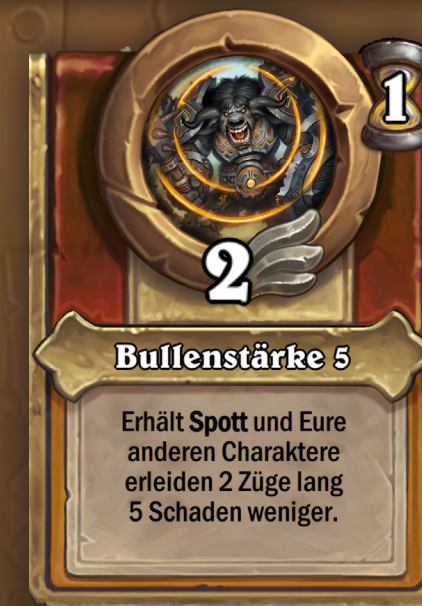 1
2
Bullenstärke 5
Erhält Spott und Eure
anderen Charaktere
erleiden 2 Züge lang
5 Schaden weniger.